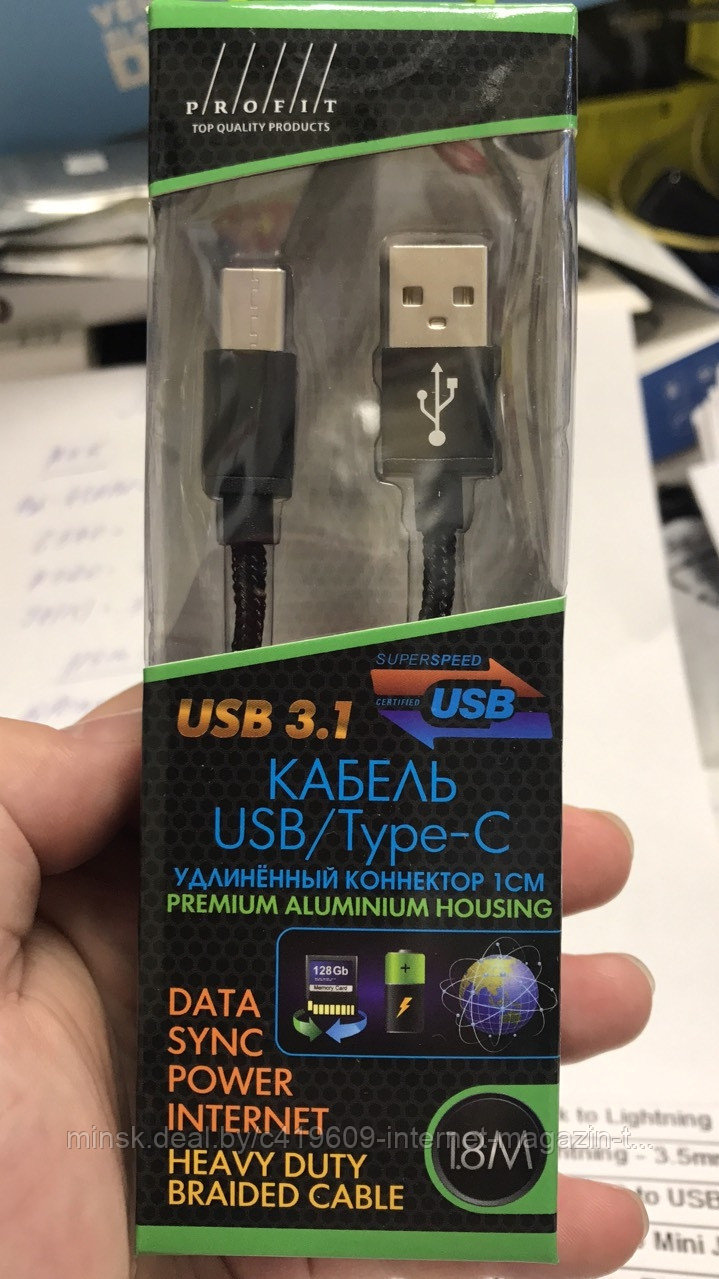 P/R/O/F/I/T
TOP QUALITY PRODUCTS
SUPERSPEED
CERTIFIED USB
USB 3.1
КАБЕЛЬ
USB/Type-C
УДЛИНЁННЫЙ КОННЕКТОР 1СМ
PREMIUM ALUMINIUM HOUSING
128Gb
Memory Card
DATA
SYNC
POWER
INTERNET
HEAVY DUTY
BRAIDED CABLE
1.8M
minsk.deal.by/c419609-internet-magazin-t...
to Lightning
- 3.5mm
to USB
Mini